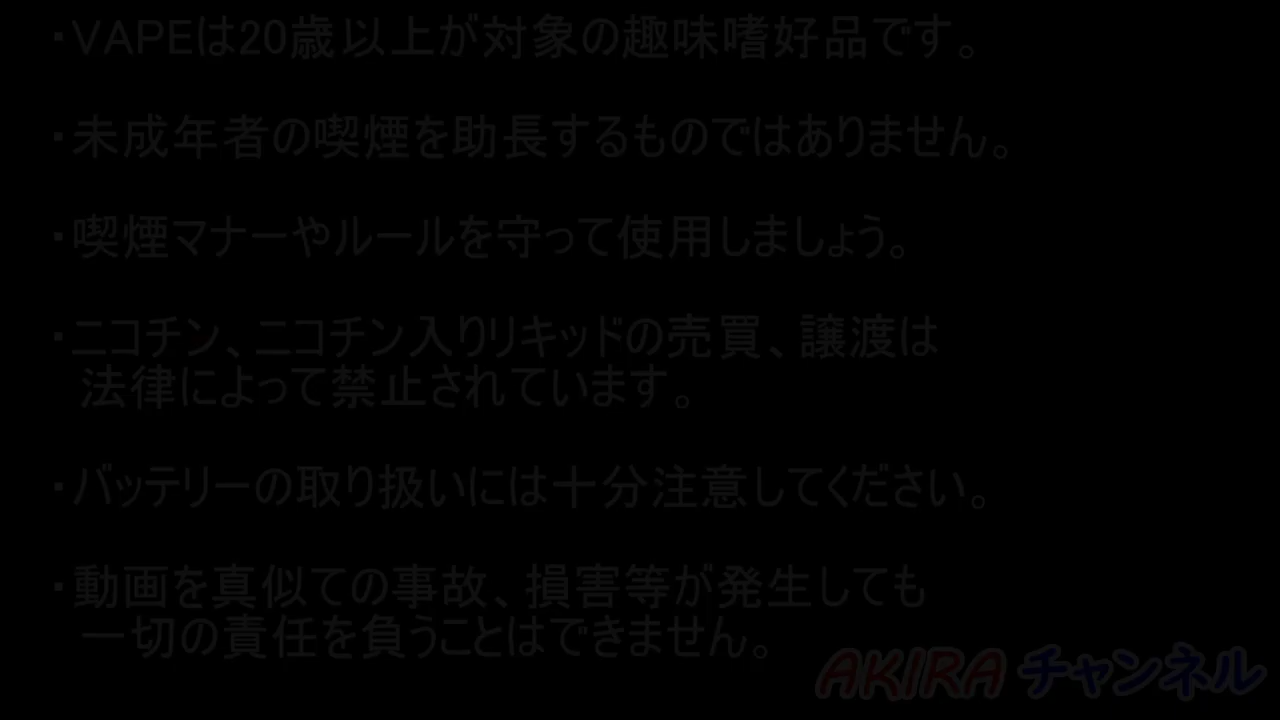 ・VAPEは20歳以上が対象の趣味嗜好品です。
・未成年者の喫煙を助長するものではありません。
・喫煙マナーやルールを守って使用しましょう。
・ニコチン、ニコチン入りリキッドの売買、譲渡は
法律によって禁止されています。
・バッテリーの取り扱いには十分注意してください。
・動画を真似ての事故、損害等が発生しても
一切の責任を負うことはできません。
AKIRAチャンネル